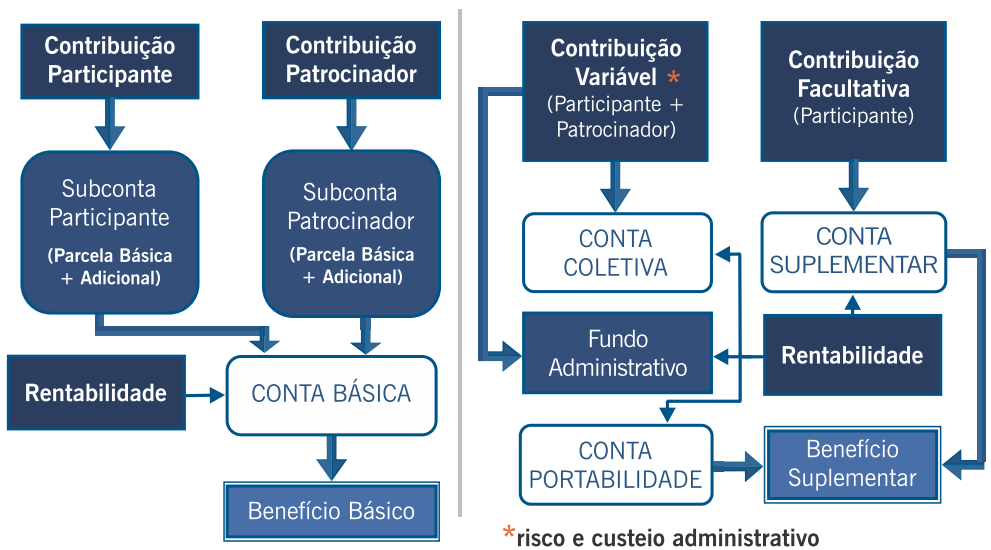 Contribuição
Participante
Contribuição
Patrocinador
Subconta
Participante
(Parcela Básica
+ Adicional)
Subconta
Patrocinador
(Parcela Básica
+ Adicional)
Rentabilidade
CONTA BÁSICA
Benefício Básico
Contribuição
Variável *
(Participante +
Patrocinador)
Contribuição
Facultativa
(Participante)
CONTA
COLETIVA
CONTA
SUPLEMENTAR
Fundo
Administrativo
Rentabilidade
CONTA
PORTABILIDADE
Benefício
Suplementar
*risco e custeio administrativo